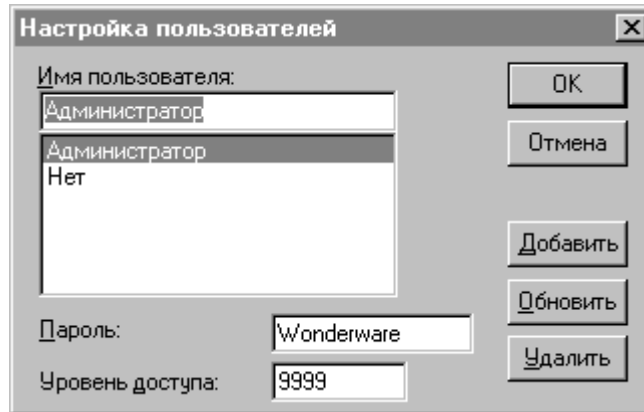 Настройка пользователей
Имя пользователя:
Администратор
Администратор
Нет
Пароль:
Wonderware
Уровень доступа:
9999
OK
Отмена
Добавить
Обновить
Удалить